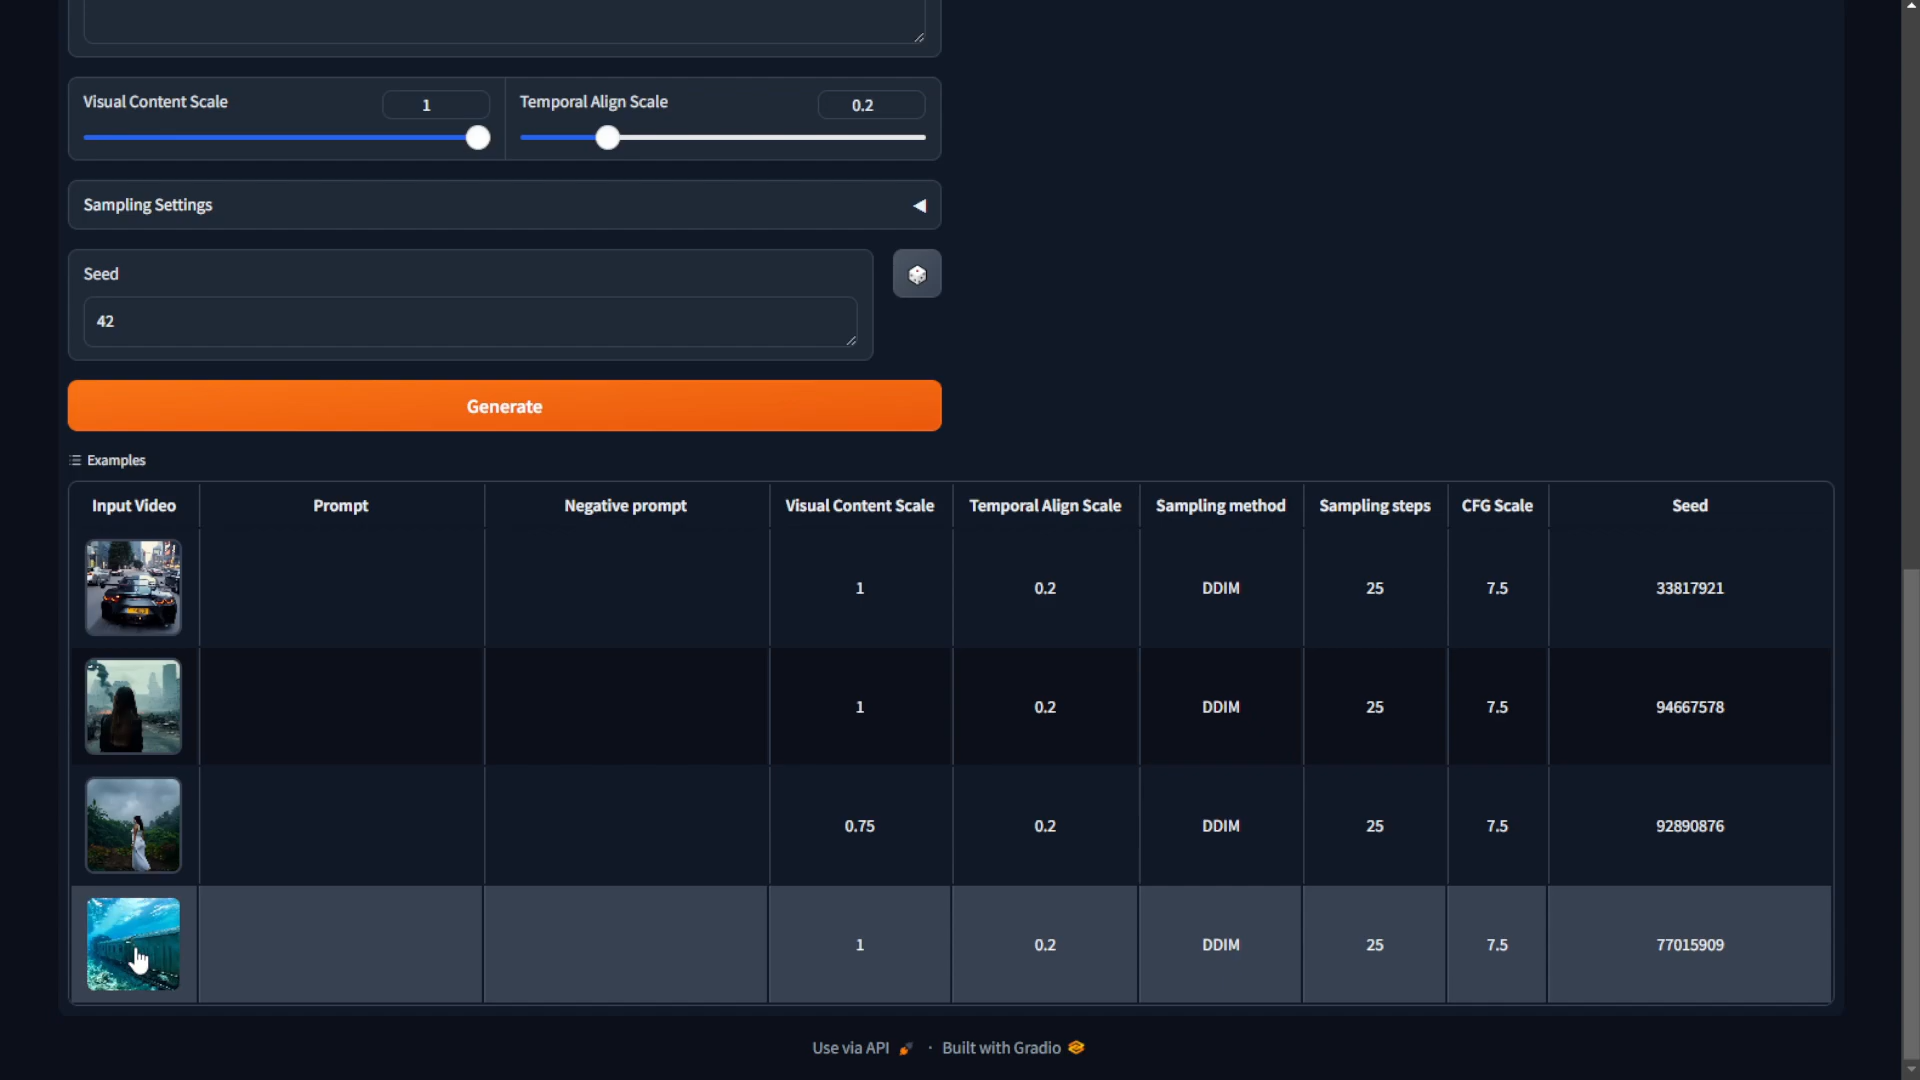 Visual Content Scale 1 Temporal Align Scale 0.2
Sampling Settings
Seed
42
Generate
Examples
Input Video Prompt Negative prompt Visual Content Scale Temporal Align Scale Sampling method Sampling steps CFG Scale Seed
1 0.2 DDIM 25 7.5 33817921
1 0.2 DDIM 25 7.5 94667578
0.75 0.2 DDIM 25 7.5 92890876
1 0.2 DDIM 25 7.5 77015909
Use via API · Built with Gradio